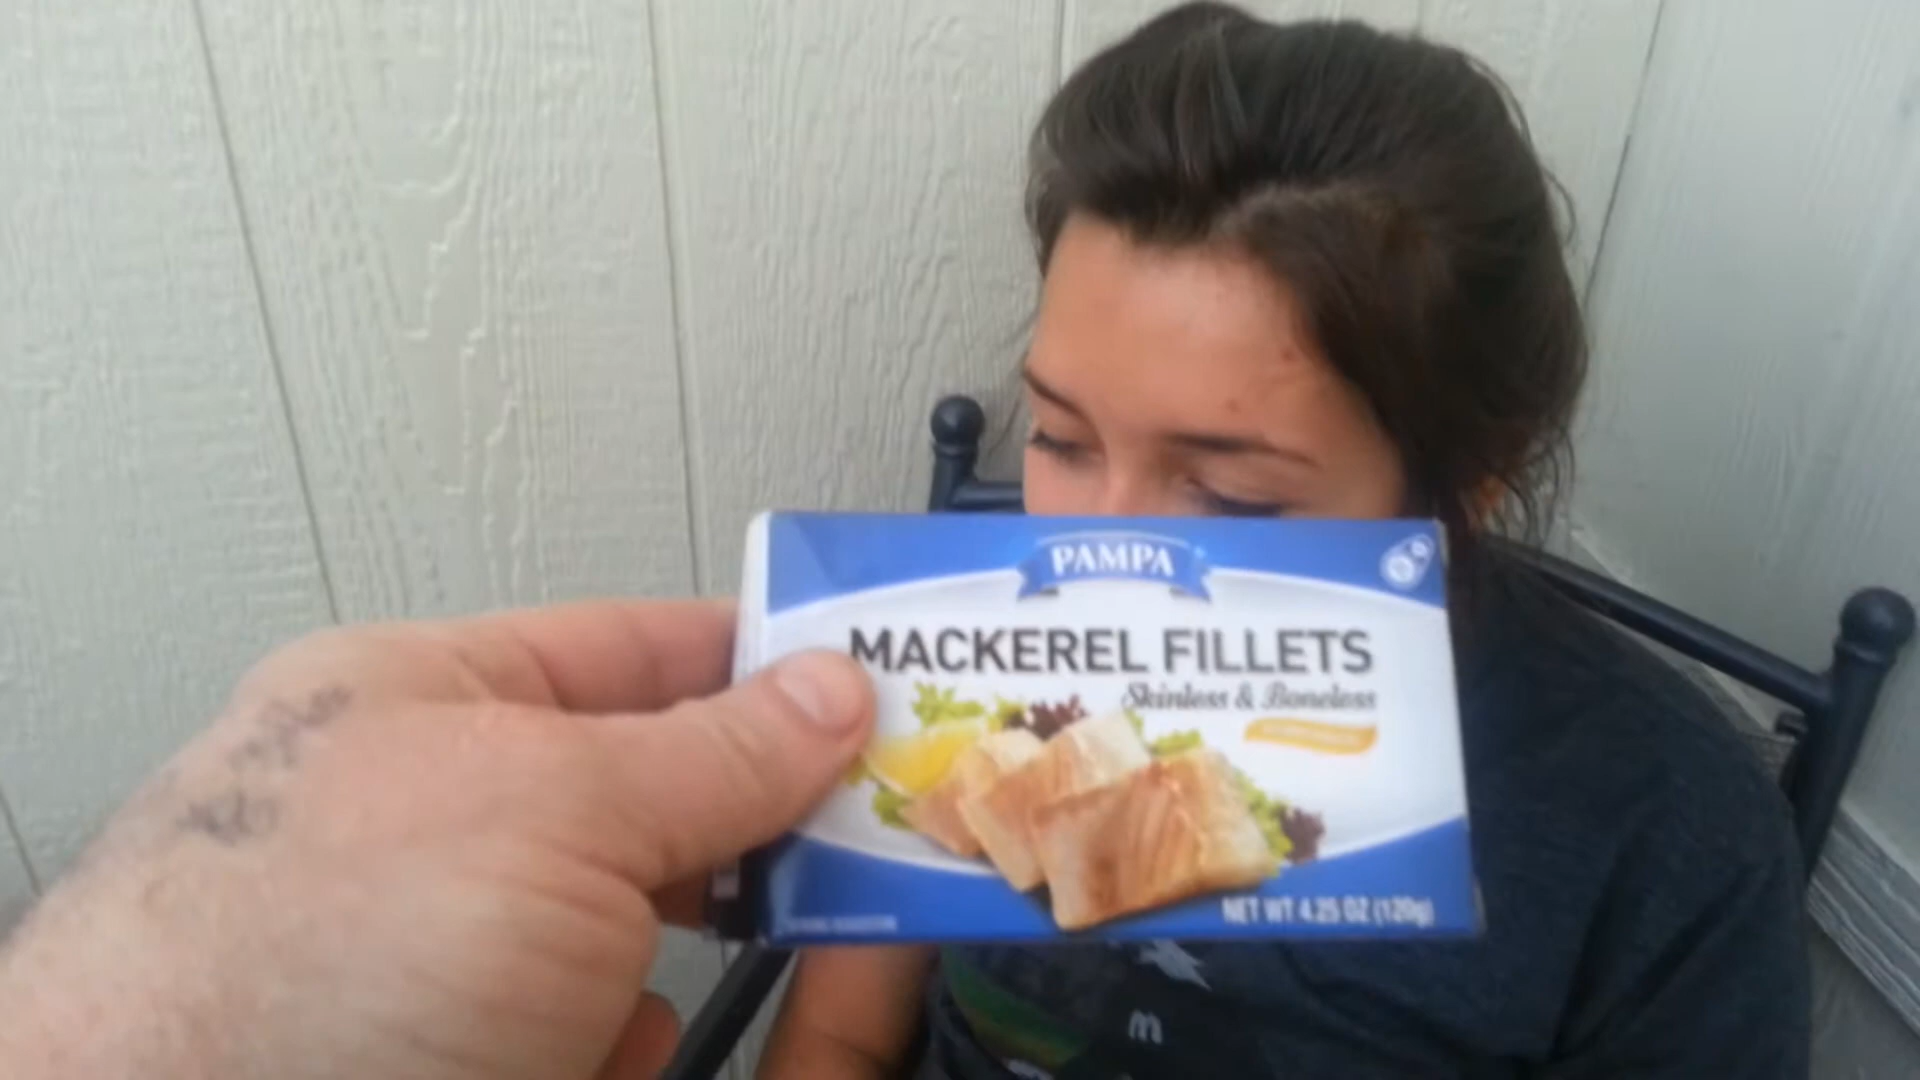 PAMPA
MACKEREL FILLETS
Skinless & Boneless
NET WT 4.25 OZ (120g)
m